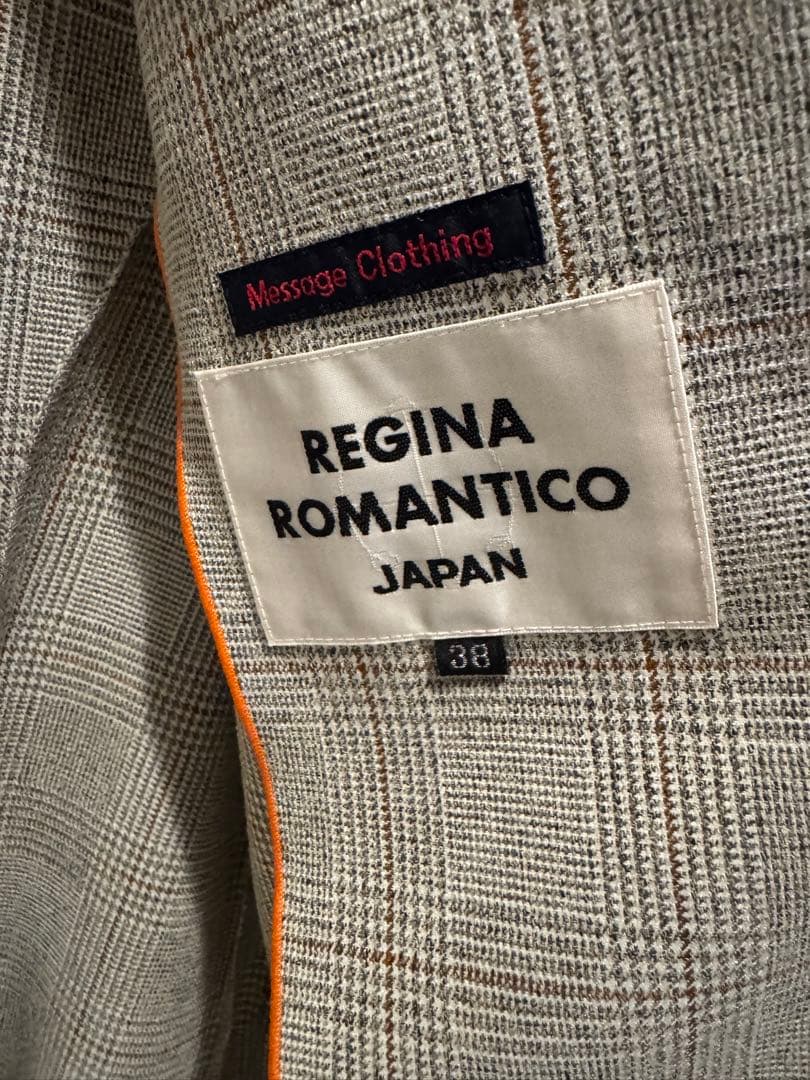 Message Clothing
REGINA
ROMANTICO
JAPAN
38